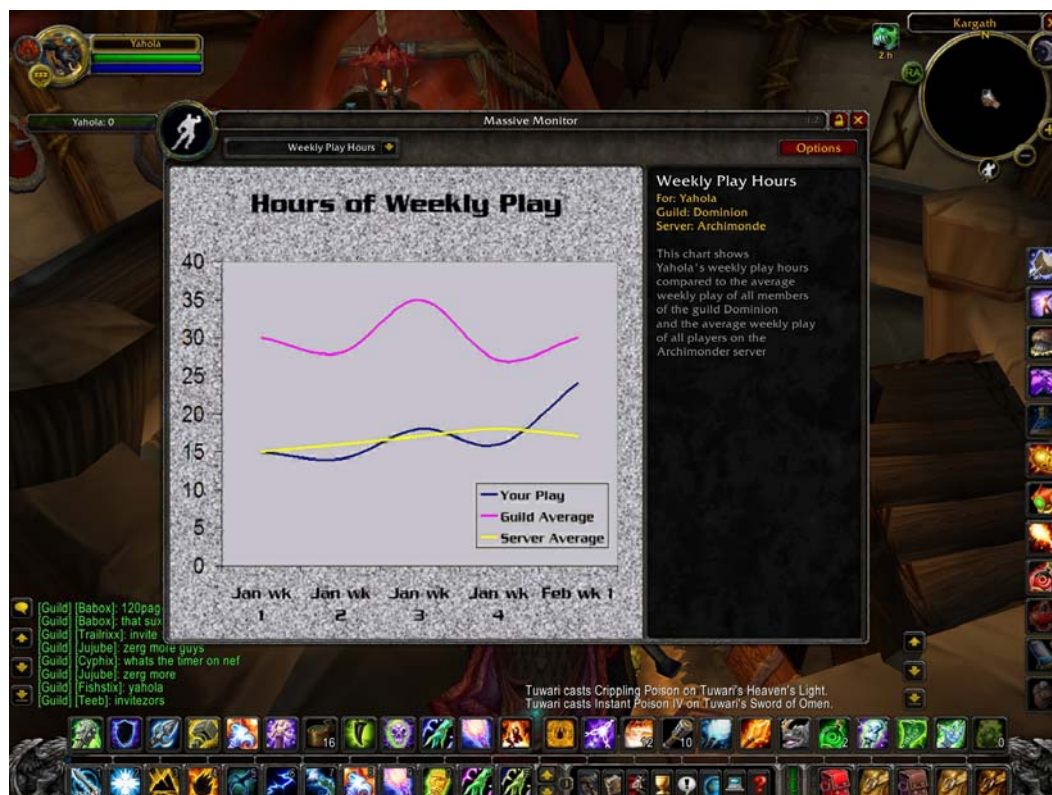 Yahola
Yahola: 0
2 h
RA
Kargath
N
Massive Monitor
1.2
Weekly Play Hours
Options
Hours of Weekly Play
40
35
30
25
20
15
10
5
0
Your Play
Guild Average
Server Average
Jan wk 1
Jan wk 2
Jan wk 3
Jan wk 4
Feb wk 1
Weekly Play Hours
For: Yahola
Guild: Dominion
Server: Archimonde
This chart shows
Yahola's weekly play hours
compared to the average
weekly play of all members
of the guild Dominion
and the average weekly play
of all players on the
Archimonder server
[Guild] [Babox]: 120pag
[Guild] [Babox]: that sux
[Guild] [Trailrixx]: invite
[Guild] [Jujube]: zerg more guys
[Guild] [Cyphix]: whats the timer on nef
[Guild] [Jujube]: zerg more
[Guild] [Fishstix]: yahola
[Guild] [Teeb]: invitezors
Tuwari casts Crippling Poison on Tuwari's Heaven's Light.
Tuwari casts Instant Poison IV on Tuwari's Sword of Omen.
16
12
10
2
0